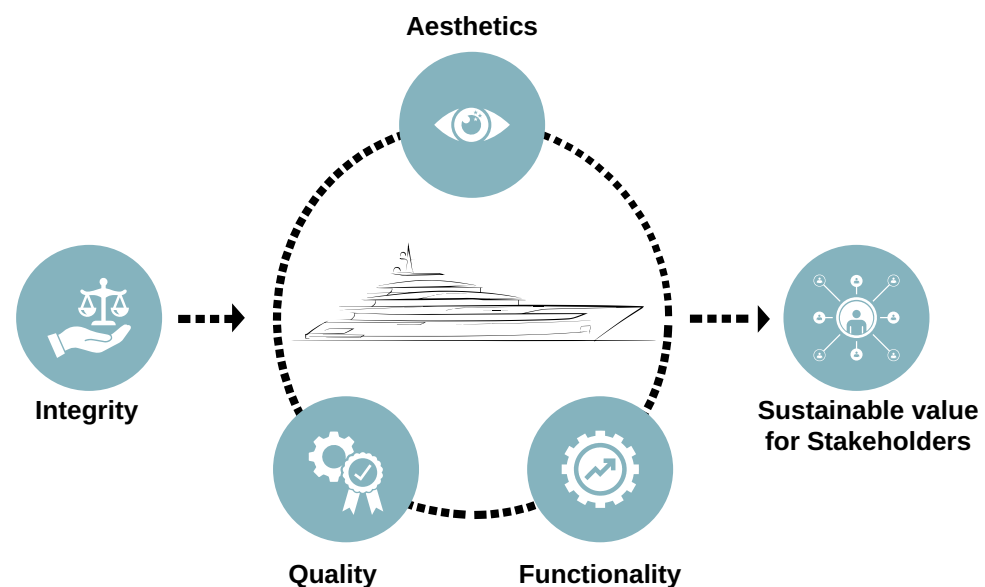 Aesthetics
Integrity
Sustainable value
for Stakeholders
Quality
Functionality